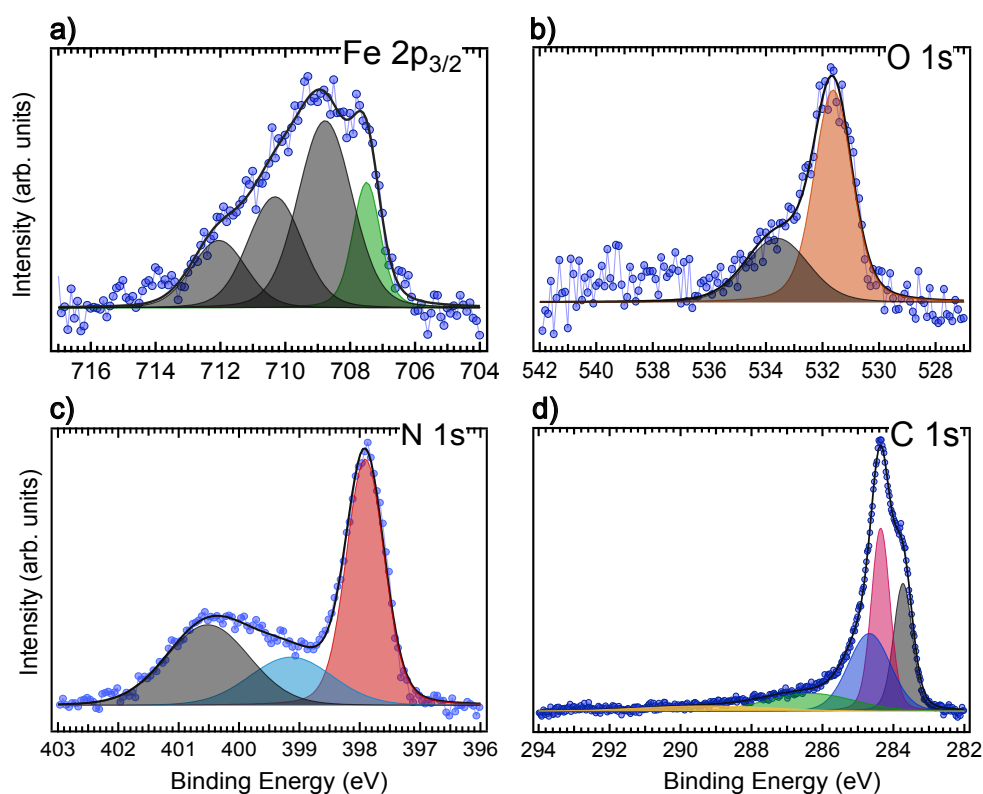 a)
Fe 2p3/2
Intensity (arb. units)
716 714 712 710 708 706 704
b)
O 1s
542 540 538 536 534 532 530 528
c)
N 1s
Intensity (arb. units)
403 402 401 400 399 398 397 396
Binding Energy (eV)
d)
C 1s
294 292 290 288 286 284 282
Binding Energy (eV)